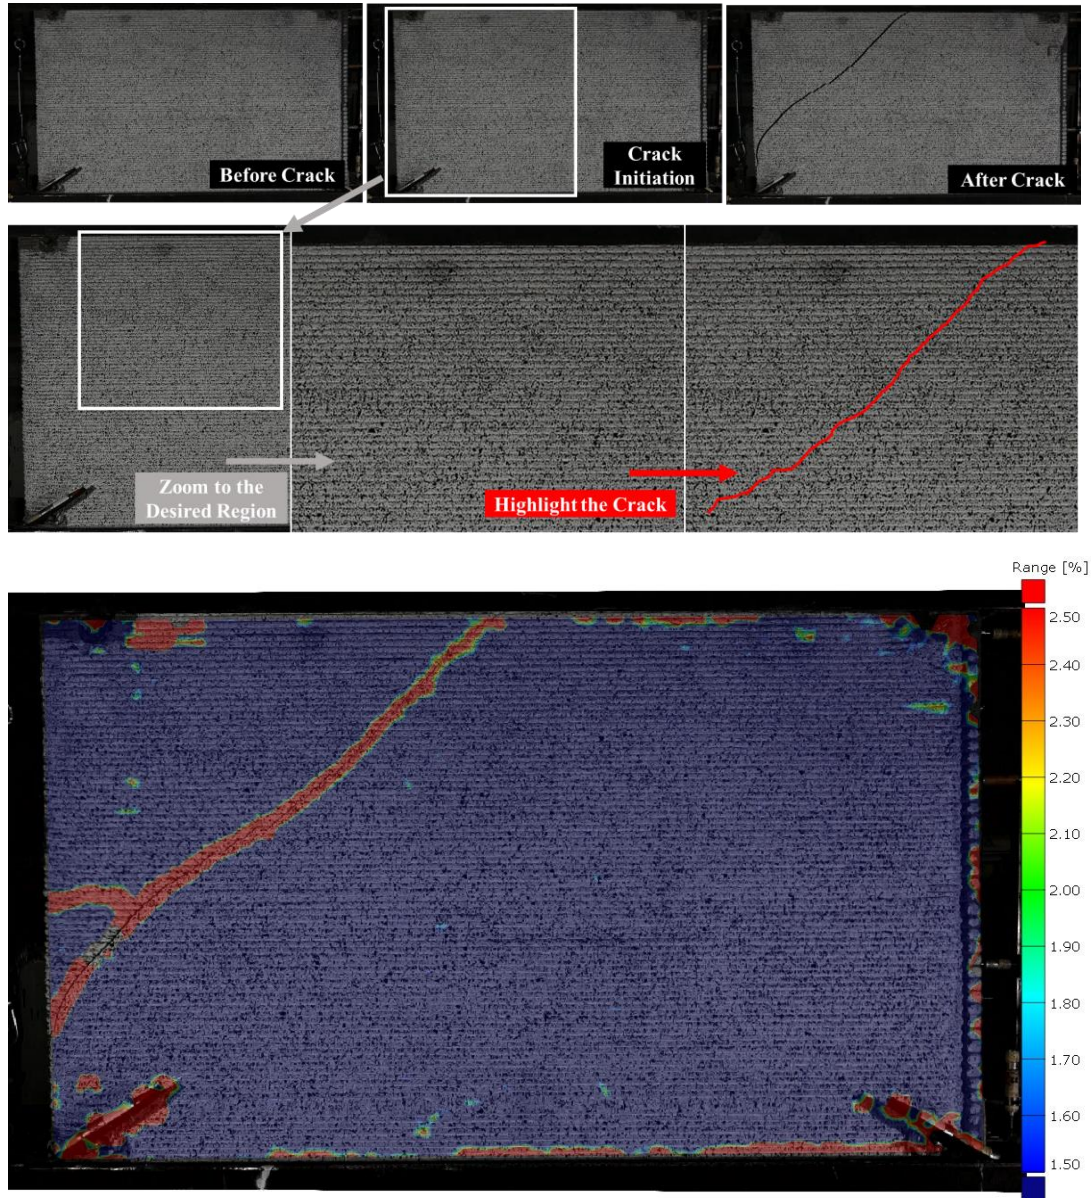 Before Crack
Crack
Initiation
After Crack
Zoom to the
Desired Region
Highlight the Crack
Range [%]
2.50
2.40
2.30
2.20
2.10
2.00
1.90
1.80
1.70
1.60
1.50